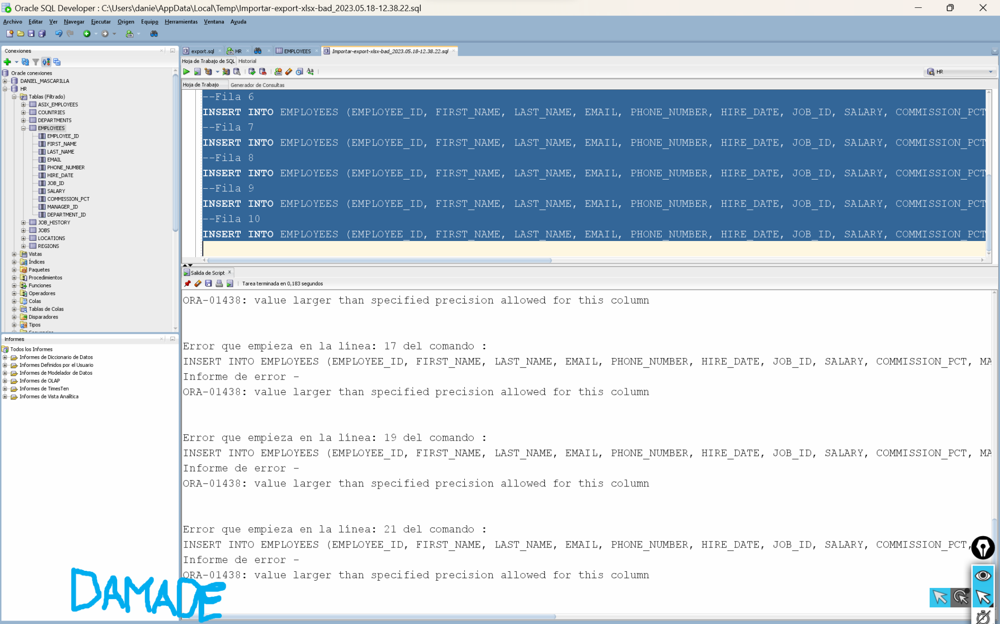 Oracle SQL Developer : C:\Users\danie\AppData\Local\Temp\Importar-export-xlsx-bad_2023.05.18-12.38.22.sql
Archivo Editar Ver Navegar Ejecutar Origen Equipo Herramientas Ventana Ayuda
Conexiones
Oracle conexiones
DANIEL_MASCARILLA
HR
Tablas (Filtrado)
ASIX_EMPLOYEES
COUNTRIES
DEPARTMENTS
EMPLOYEES
EMPLOYEE_ID
FIRST_NAME
LAST_NAME
EMAIL
PHONE_NUMBER
HIRE_DATE
JOB_ID
SALARY
COMMISSION_PCT
MANAGER_ID
DEPARTMENT_ID
JOB_HISTORY
JOBS
LOCATIONS
REGIONS
Vistas
Índices
Paquetes
Procedimientos
Funciones
Operadores
Colas
Tablas de Colas
Disparadores
Tipos
Informes
Todos los Informes
Informes de Diccionario de Datos
Informes Definidos por el Usuario
Informes de Modelador de Datos
Informes de OLAP
Informes de TimesTen
Informes de Vista Analítica
export.sql HR EMPLOYEES Importar-export-xlsx-bad_2023.05.18-12.38.22.sql
Hoja de Trabajo de SQL Historial
HR
Hoja de Trabajo Generador de Consultas
--Fila 6
INSERT INTO EMPLOYEES (EMPLOYEE_ID, FIRST_NAME, LAST_NAME, EMAIL, PHONE_NUMBER, HIRE_DATE, JOB_ID, SALARY, COMMISSION_PCT
--Fila 7
INSERT INTO EMPLOYEES (EMPLOYEE_ID, FIRST_NAME, LAST_NAME, EMAIL, PHONE_NUMBER, HIRE_DATE, JOB_ID, SALARY, COMMISSION_PCT
--Fila 8
INSERT INTO EMPLOYEES (EMPLOYEE_ID, FIRST_NAME, LAST_NAME, EMAIL, PHONE_NUMBER, HIRE_DATE, JOB_ID, SALARY, COMMISSION_PCT
--Fila 9
INSERT INTO EMPLOYEES (EMPLOYEE_ID, FIRST_NAME, LAST_NAME, EMAIL, PHONE_NUMBER, HIRE_DATE, JOB_ID, SALARY, COMMISSION_PCT
--Fila 10
INSERT INTO EMPLOYEES (EMPLOYEE_ID, FIRST_NAME, LAST_NAME, EMAIL, PHONE_NUMBER, HIRE_DATE, JOB_ID, SALARY, COMMISSION_PCT
Salida de Script
Tarea terminada en 0,183 segundos
ORA-01438: value larger than specified precision allowed for this column
Error que empieza en la línea: 17 del comando :
INSERT INTO EMPLOYEES (EMPLOYEE_ID, FIRST_NAME, LAST_NAME, EMAIL, PHONE_NUMBER, HIRE_DATE, JOB_ID, SALARY, COMMISSION_PCT, MA
Informe de error -
ORA-01438: value larger than specified precision allowed for this column
Error que empieza en la línea: 19 del comando :
INSERT INTO EMPLOYEES (EMPLOYEE_ID, FIRST_NAME, LAST_NAME, EMAIL, PHONE_NUMBER, HIRE_DATE, JOB_ID, SALARY, COMMISSION_PCT, MA
Informe de error -
ORA-01438: value larger than specified precision allowed for this column
Error que empieza en la línea: 21 del comando :
INSERT INTO EMPLOYEES (EMPLOYEE_ID, FIRST_NAME, LAST_NAME, EMAIL, PHONE_NUMBER, HIRE_DATE, JOB_ID, SALARY, COMMISSION_PCT,
Informe de error -
ORA-01438: value larger than specified precision allowed for this column
DAMADE